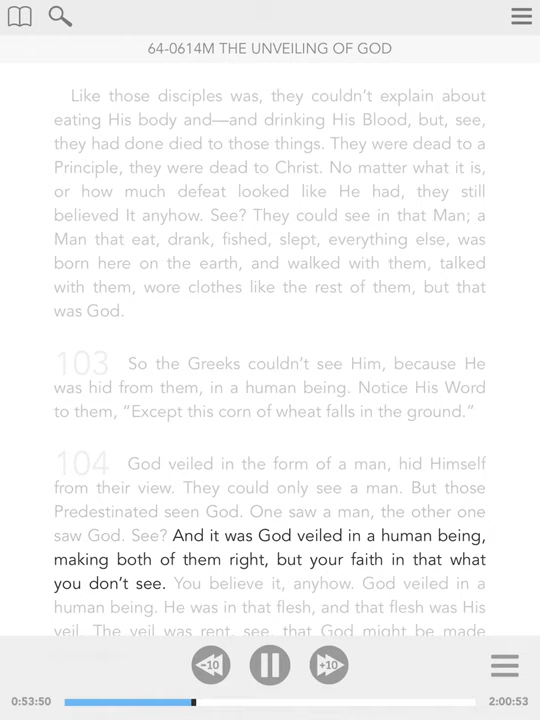 64-0614M THE UNVEILING OF GOD
Like those disciples was, they couldn't explain about
eating His body and—and drinking His Blood, but, see,
they had done died to those things. They were dead to a
Principle, they were dead to Christ. No matter what it is,
or how much defeat looked like He had, they still
believed It anyhow. See? They could see in that Man; a
Man that eat, drank, fished, slept, everything else, was
born here on the earth, and walked with them, talked
with them, wore clothes like the rest of them, but that
was God.
103 So the Greeks couldn't see Him, because He
was hid from them, in a human being. Notice His Word
to them, "Except this corn of wheat falls in the ground."
104 God veiled in the form of a man, hid Himself
from their view. They could only see a man. But those
Predestinated seen God. One saw a man, the other one
saw God. See? And it was God veiled in a human being,
making both of them right, but your faith in that what
you don't see. You believe it, anyhow. God veiled in a
human being. He was in that flesh, and that flesh was His
veil. The veil was rent, see, that God might be made
-10 +10
0:53:50 2:00:53